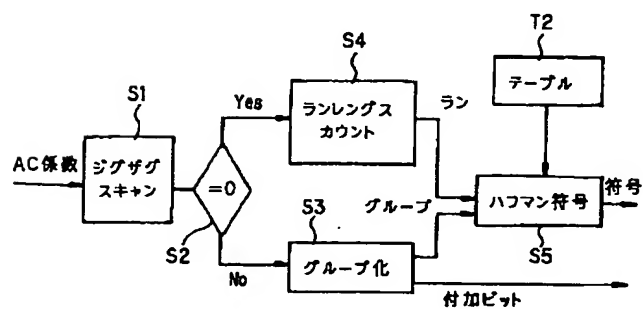 T2
テーブル
S4
ランレングス
カウント
Yes
ラン
S1
AC係数
ジグザグ
スキャン
=0
S2
No
グループ
S3
グループ化
ハフマン符号
S5
符号
付加ビット